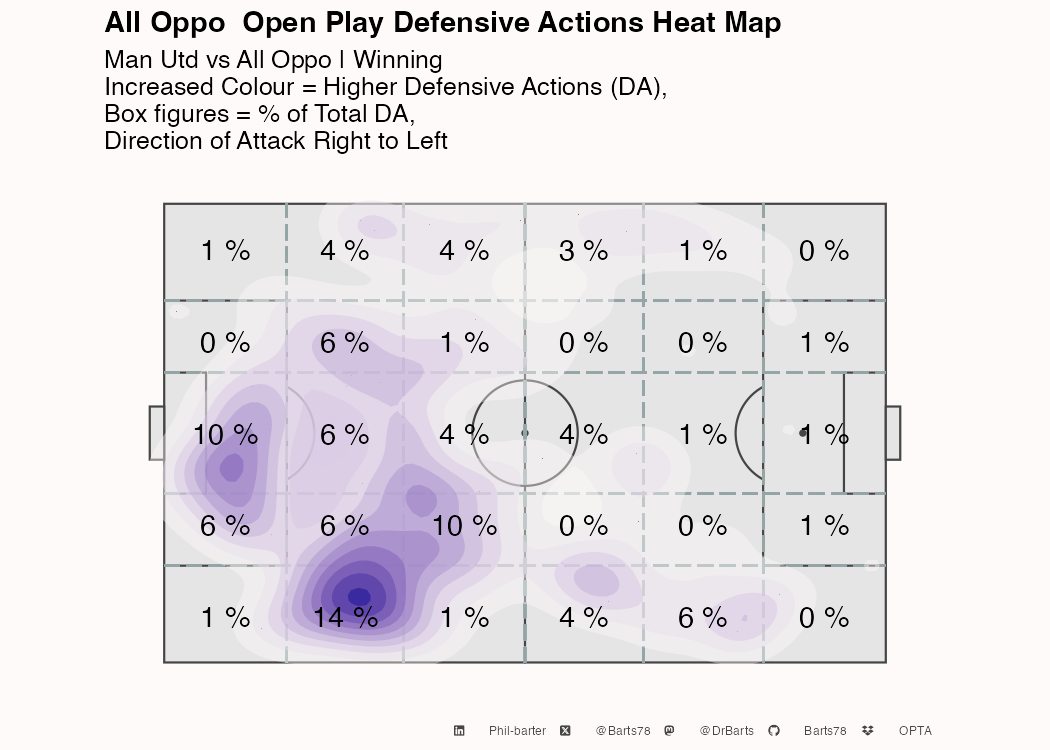 All Oppo  Open Play Defensive Actions Heat Map
Man Utd vs All Oppo | Winning
Increased Colour = Higher Defensive Actions (DA),
Box figures = % of Total DA,
Direction of Attack Right to Left
1 % 4 % 4 % 3 % 1 % 0 %
0 % 6 % 1 % 0 % 0 % 1 %
10 % 6 % 4 % 4 % 1 % 1 %
6 % 6 % 10 % 0 % 0 % 1 %
1 % 14 % 1 % 4 % 6 % 0 %
Phil-barter @Barts78 @DrBarts Barts78 OPTA